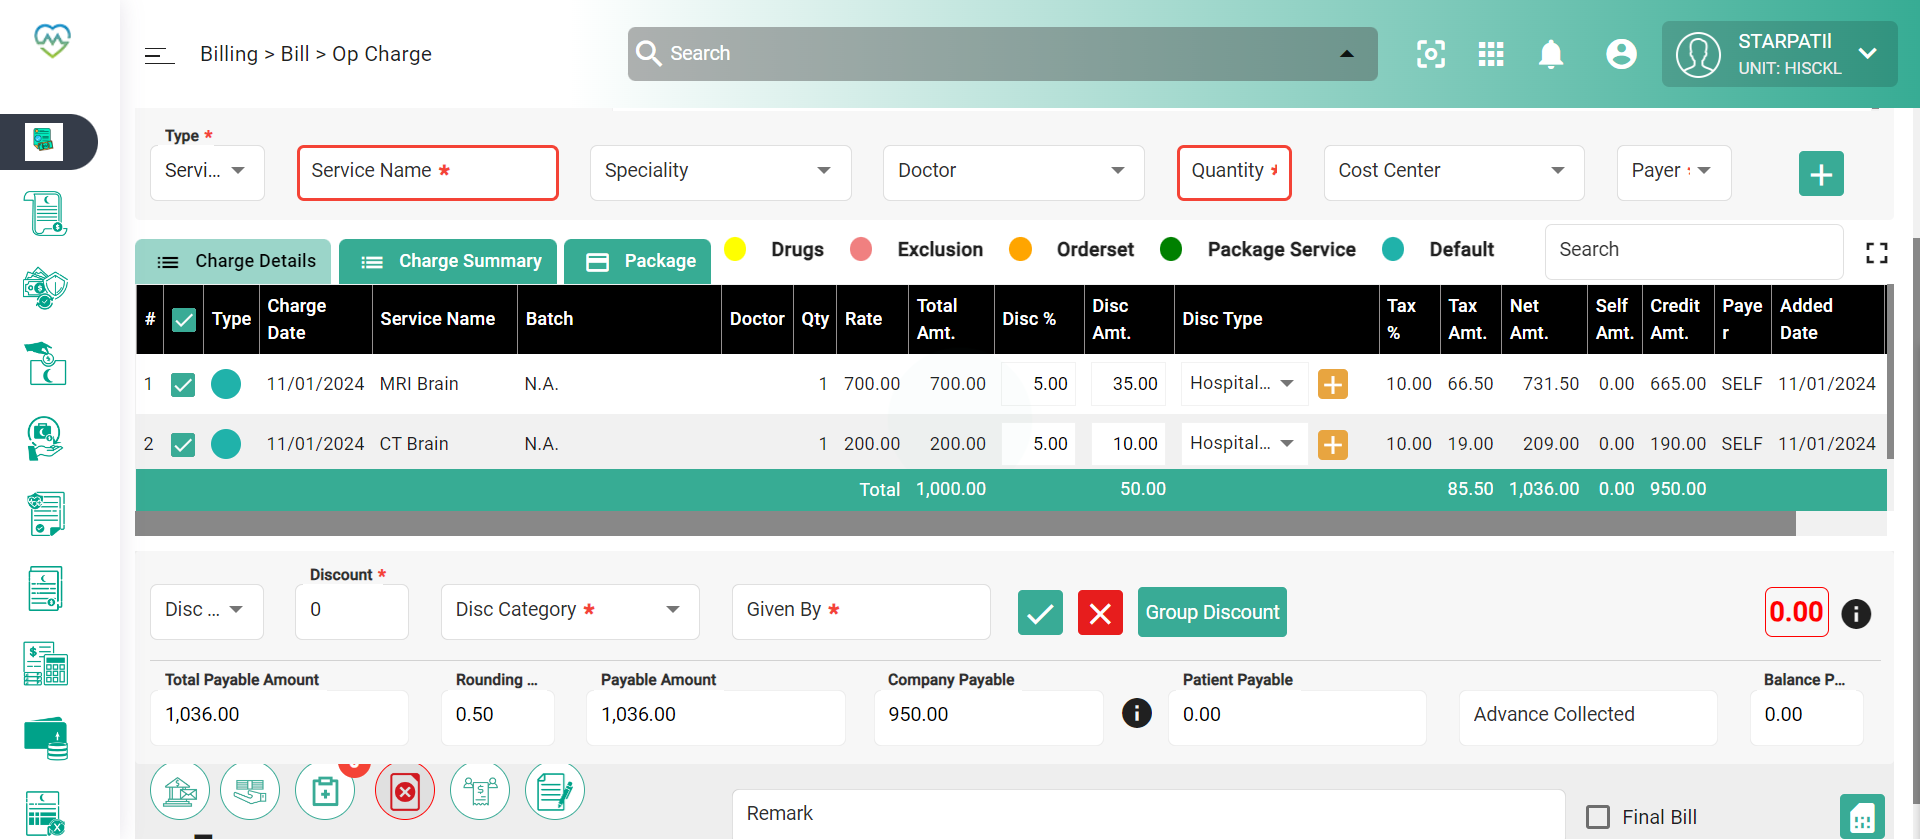 Billing > Bill > Op Charge
Search
STARPATIl
UNIT: HISCKL
Type *
Servi...
Service Name *
Speciality
Doctor
Quantity *
Cost Center
Payer
Charge Details
Charge Summary
Package
Drugs
Exclusion
Orderset
Package Service
Default
Search
# Type Charge Date Service Name Batch Doctor Qty Rate Total Amt. Disc % Disc Amt. Disc Type Tax % Tax Amt. Net Amt. Self Amt. Credit Amt. Payer Added Date
1 11/01/2024 MRI Brain N.A. 1 700.00 700.00 5.00 35.00 Hospital... 10.00 66.50 731.50 0.00 665.00 SELF 11/01/2024
2 11/01/2024 CT Brain N.A. 1 200.00 200.00 5.00 10.00 Hospital... 10.00 19.00 209.00 0.00 190.00 SELF 11/01/2024
Total 1,000.00 50.00 85.50 1,036.00 0.00 950.00
Disc ...
Discount *
0
Disc Category *
Given By *
Group Discount
0.00
Total Payable Amount
1,036.00
Rounding ...
0.50
Payable Amount
1,036.00
Company Payable
950.00
Patient Payable
0.00
Advance Collected
Balance P...
0.00
Remark
Final Bill